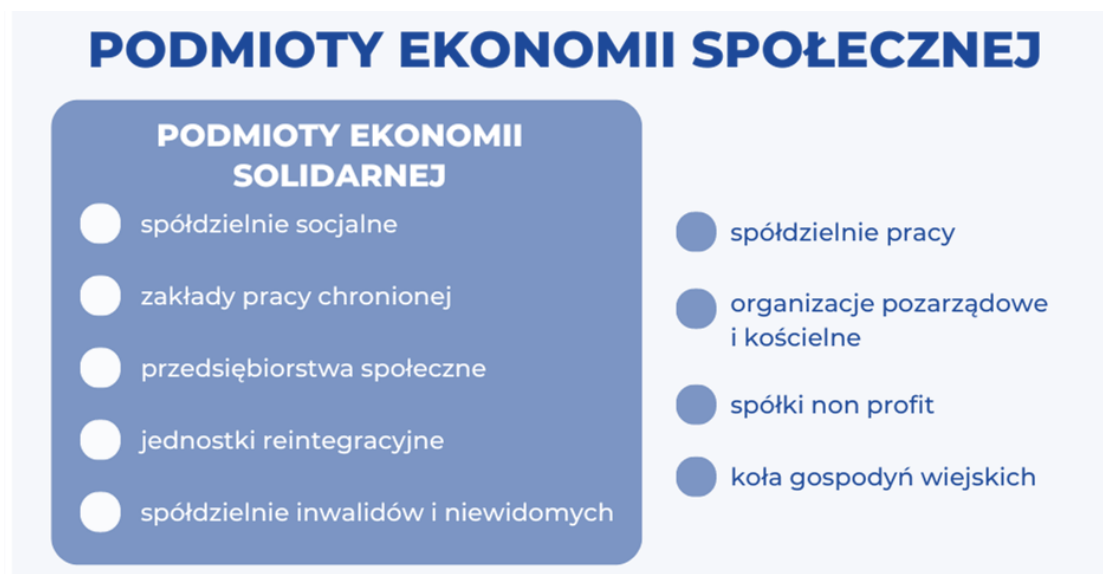 PODMIOTY EKONOMII SPOŁECZNEJ
PODMIOTY EKONOMII
SOLIDARNEJ
spółdzielnie socjalne
zakłady pracy chronionej
przedsiębiorstwa społeczne
jednostki reintegracyjne
spółdzielnie inwalidów i niewidomych
spółdzielnie pracy
organizacje pozarządowe
i kościelne
spółki non profit
koła gospodyń wiejskich